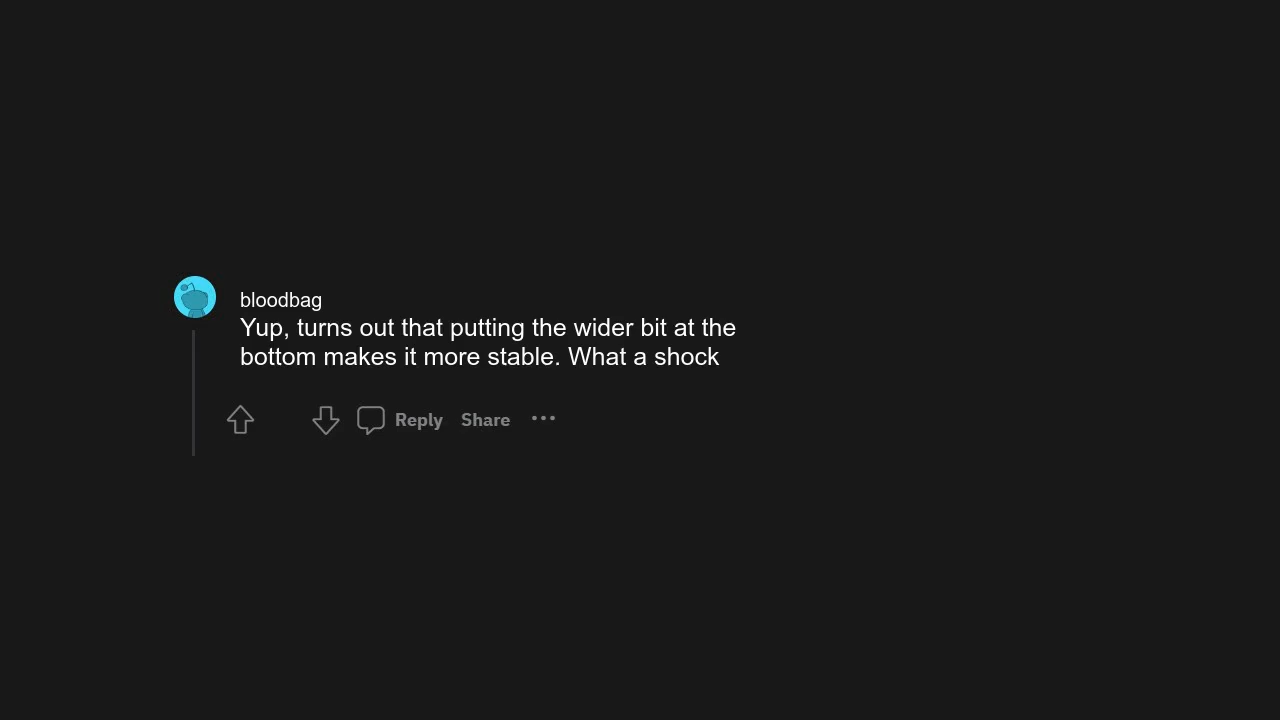 bloodbag
Yup, turns out that putting the wider bit at the
bottom makes it more stable. What a shock
Reply Share